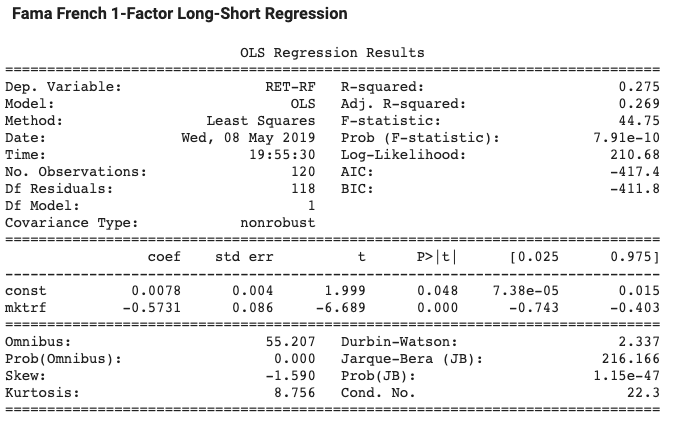 Fama French 1-Factor Long-Short Regression
OLS Regression Results
==============================================================================
Dep. Variable: RET-RF R-squared: 0.275
Model: OLS Adj. R-squared: 0.269
Method: Least Squares F-statistic: 44.75
Date: Wed, 08 May 2019 Prob (F-statistic): 7.91e-10
Time: 19:55:30 Log-Likelihood: 210.68
No. Observations: 120 AIC: -417.4
Df Residuals: 118 BIC: -411.8
Df Model: 1
Covariance Type: nonrobust
==============================================================================
coef std err t P>|t| [0.025 0.975]
------------------------------------------------------------------------------
const 0.0078 0.004 1.999 0.048 7.38e-05 0.015
mktrf -0.5731 0.086 -6.689 0.000 -0.743 -0.403
==============================================================================
Omnibus: 55.207 Durbin-Watson: 2.337
Prob(Omnibus): 0.000 Jarque-Bera (JB): 216.166
Skew: -1.590 Prob(JB): 1.15e-47
Kurtosis: 8.756 Cond. No. 22.3
==============================================================================